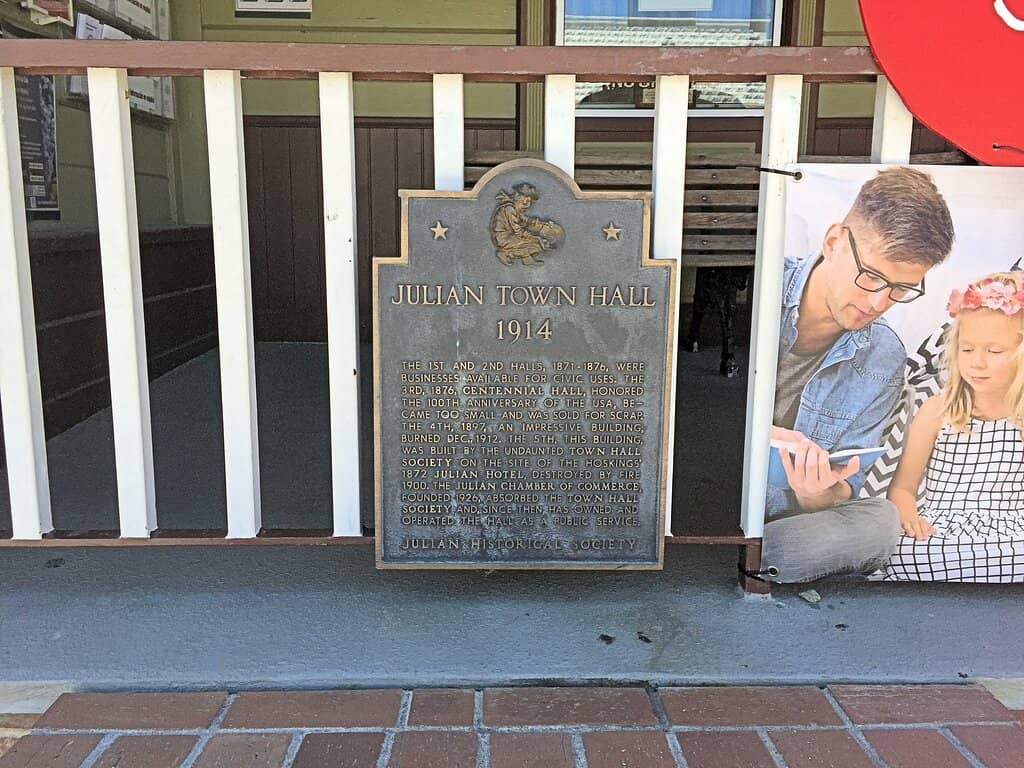 JULIAN TOWN HALL
1914
THE 1ST AND 2ND HALLS, 1871-1876, WERE
BUSINESSES AVAILABLE FOR CIVIC USES. THE
3RD, 1876, CENTENNIAL HALL, HONORED
THE 100TH ANNIVERSARY OF THE USA, BE-
CAME TOO SMALL AND WAS SOLD FOR SCRAP.
THE 4TH, 1897, AN IMPRESSIVE BUILDING,
BURNED DEC., 1912. THE 5TH, THIS BUILDING,
WAS BUILT BY THE UNDAUNTED TOWN HALL
SOCIETY ON THE SITE OF THE HOSKINGS'
1872 JULIAN HOTEL, DESTROYED BY FIRE
1900. THE JULIAN CHAMBER OF COMMERCE,
FOUNDED 1926, ABSORBED THE TOWN HALL
SOCIETY AND, SINCE THEN, HAS OWNED AND
OPERATED THE HALL AS A PUBLIC SERVICE.
JULIAN HISTORICAL SOCIETY